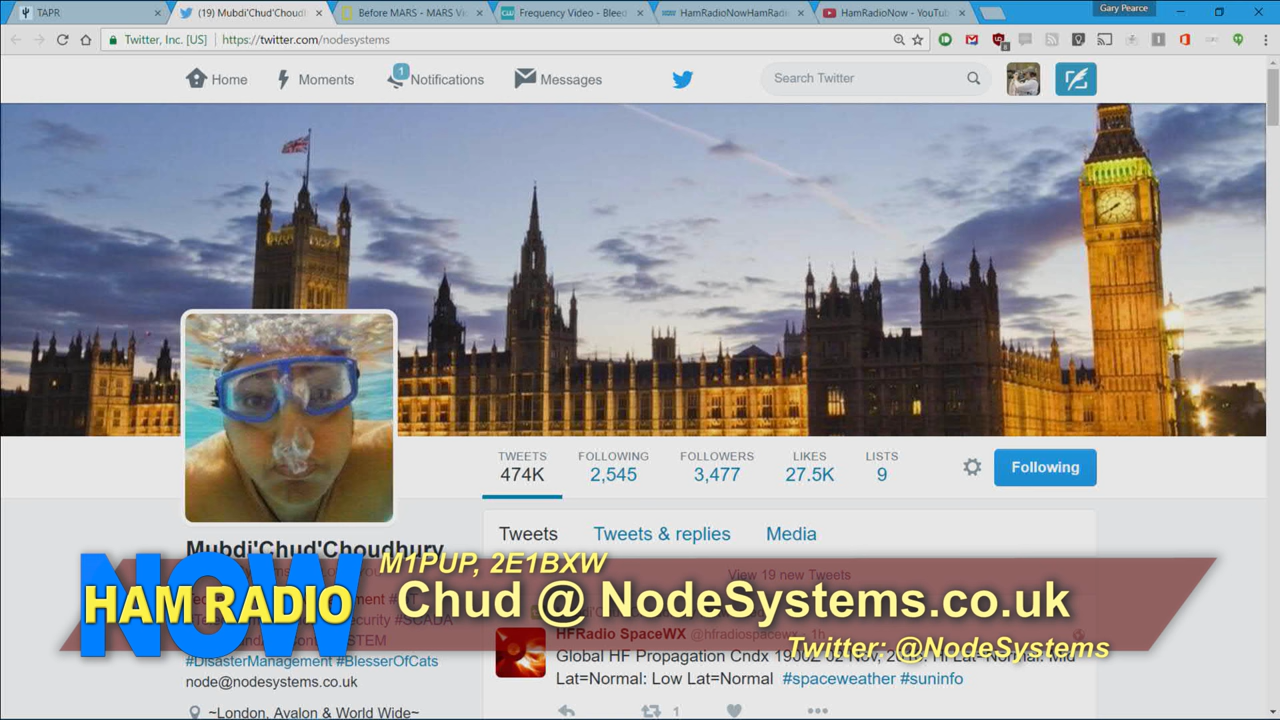 TAPR
(19) Mubdi'Chud'Choudh
Before MARS - MARS Vi
Frequency Video - Bleed
HamRadioNowHamRadi
HamRadioNow - YouTub
Gary Pearce
Twitter, Inc. [US]
https://twitter.com/nodesystems
Home
Moments
1
Notifications
Messages
Search Twitter
TWEETS
474K
FOLLOWING
2,545
FOLLOWERS
3,477
LIKES
27.5K
LISTS
9
Following
Tweets
Tweets & replies
Media
Mubdi'Chud'Choudhury
View 19 new Tweets
M1PUP, 2E1BXW
NOW
HAM RADIO
Chud @ NodeSystems.co.uk
Twitter: @NodeSystems
#SCADA
#DisasterManagement #BlesserOfCats
node@nodesystems.co.uk
~London, Avalon & World Wide~
HFRadio SpaceWX @hfradiospacewx · 1h
Global HF Propagation Cndx
Lat=Normal: Low Lat=Normal #spaceweather #suninfo
1